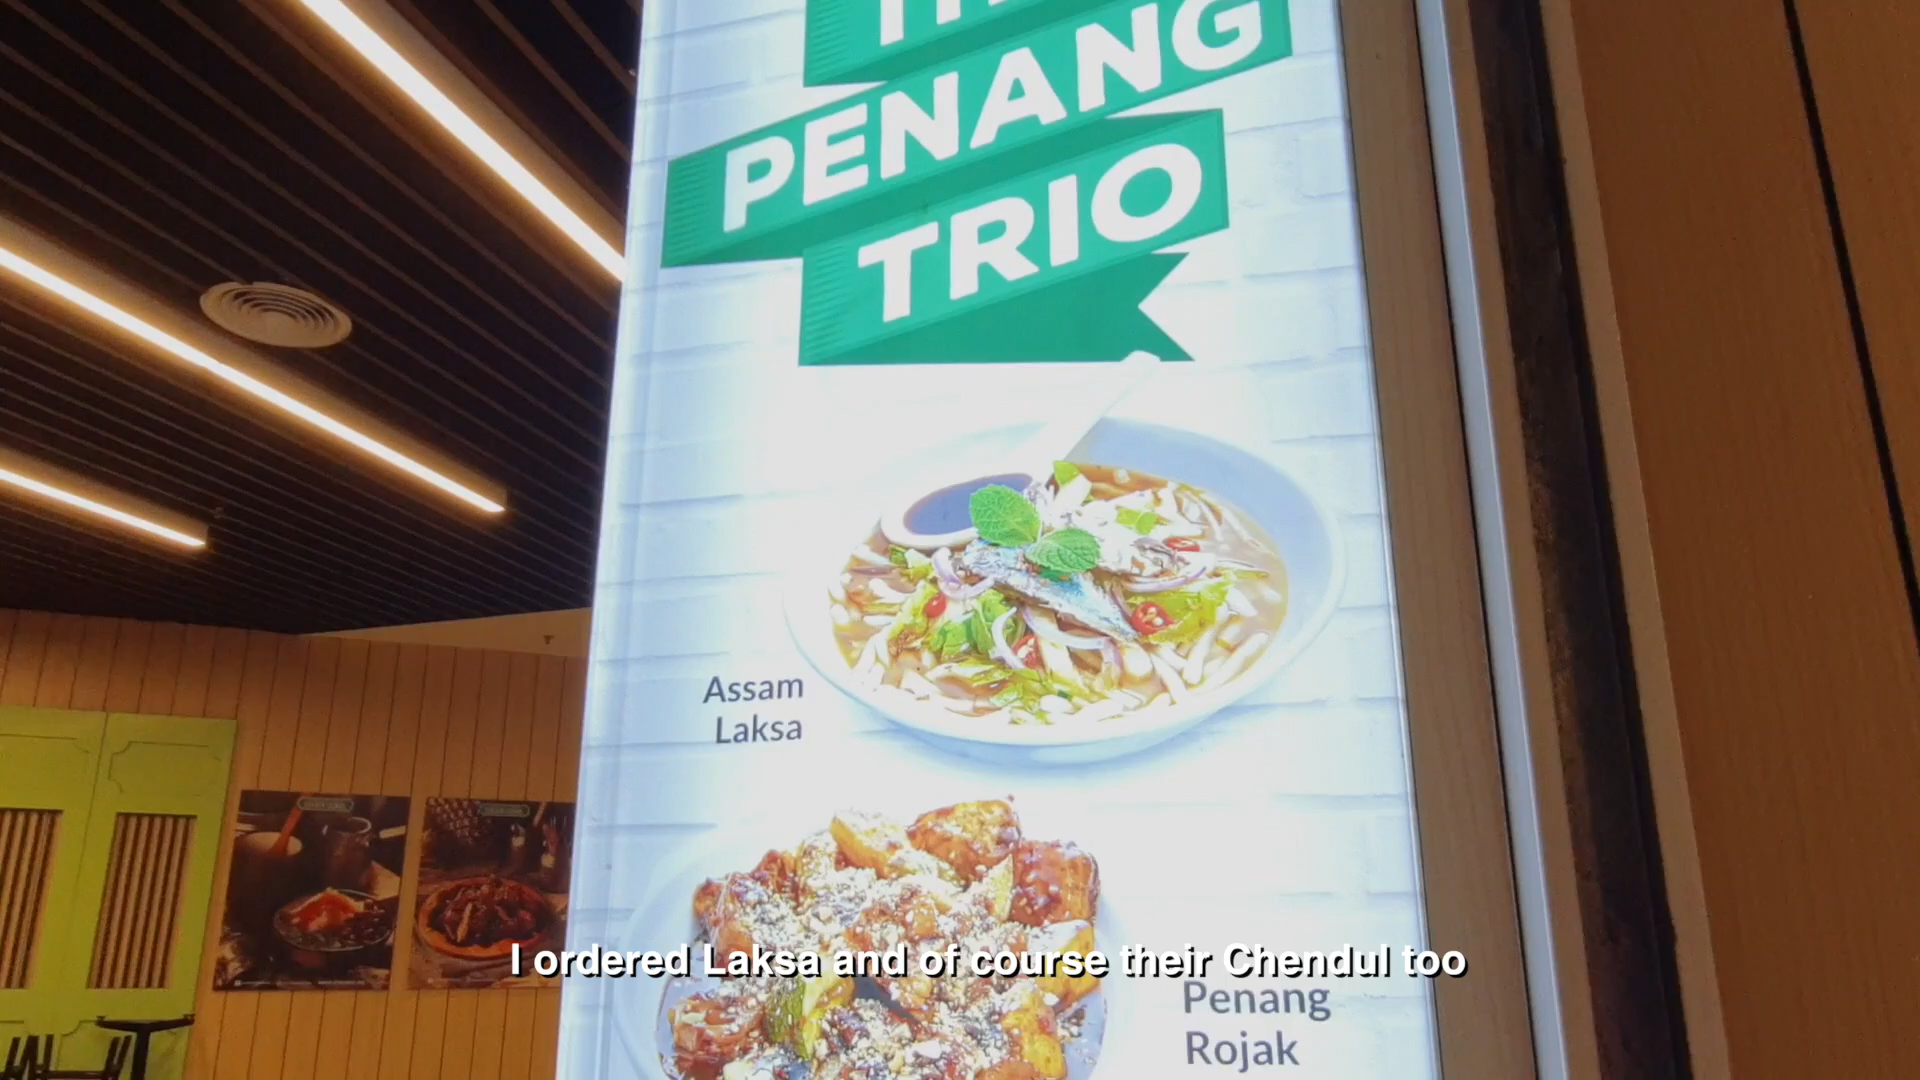 PENANG
TRIO
Assam
Laksa
I ordered Laksa and of course their Chendul too
Penang
Rojak